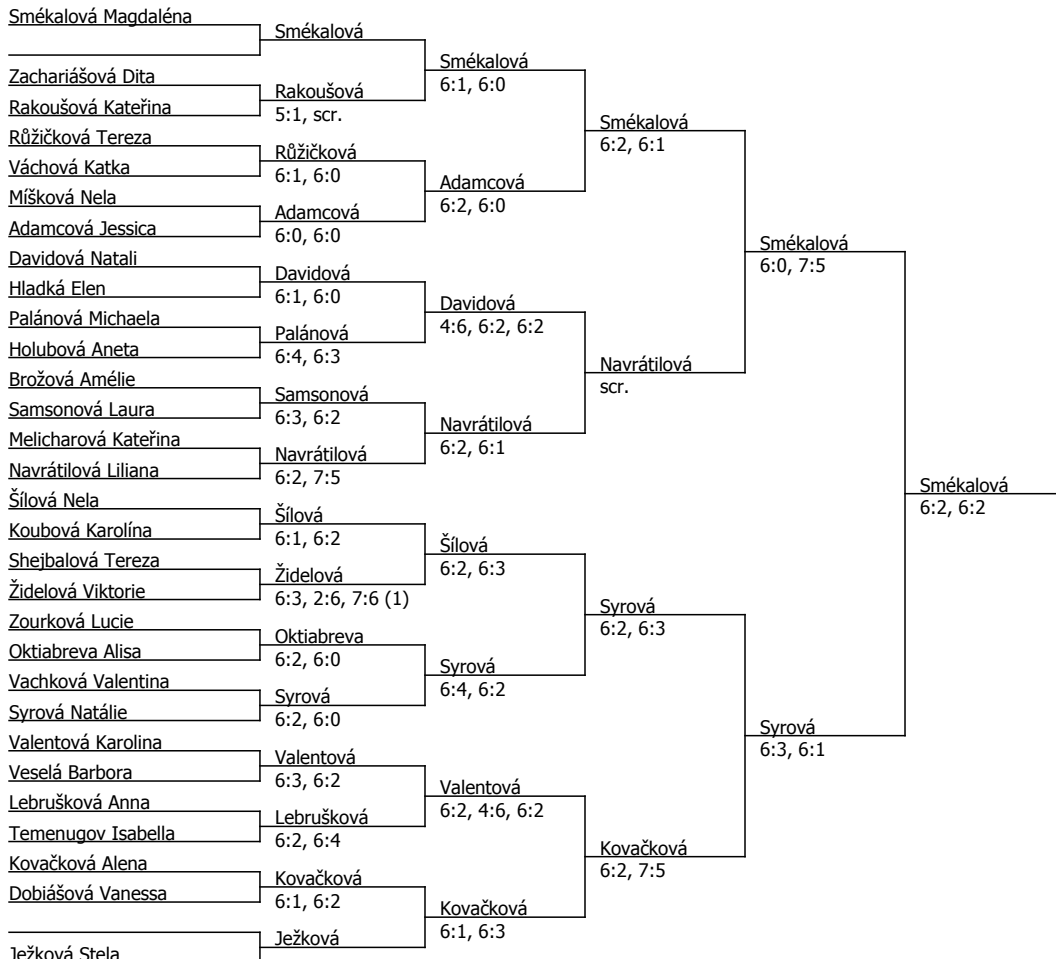 Smékalová Magdaléna
Zachariášová Dita
Rakoušová Kateřina
Růžičková Tereza
Váchová Katka
Míšková Nela
Adamcová Jessica
Davidová Natali
Hladká Elen
Palánová Michaela
Holubová Aneta
Brožová Amélie
Samsonová Laura
Melicharová Kateřina
Navrátilová Liliana
Šílová Nela
Koubová Karolína
Shejbalová Tereza
Židelová Viktorie
Zourková Lucie
Oktiabreva Alisa
Vachková Valentina
Syrová Natálie
Valentová Karolina
Veselá Barbora
Lebrušková Anna
Temenugov Isabella
Kovačková Alena
Dobiášová Vanessa
Ježková Stela
Smékalová
Rakoušová
5:1, scr.
Růžičková
6:1, 6:0
Adamcová
6:0, 6:0
Davidová
6:1, 6:0
Palánová
6:4, 6:3
Samsonová
6:3, 6:2
Navrátilová
6:2, 7:5
Šílová
6:1, 6:2
Židelová
6:3, 2:6, 7:6 (1)
Oktiabreva
6:2, 6:0
Syrová
6:2, 6:0
Valentová
6:3, 6:2
Lebrušková
6:2, 6:4
Kovačková
6:1, 6:2
Ježková
Smékalová
6:1, 6:0
Adamcová
6:2, 6:0
Davidová
4:6, 6:2, 6:2
Navrátilová
6:2, 6:1
Šílová
6:2, 6:3
Syrová
6:4, 6:2
Valentová
6:2, 4:6, 6:2
Kovačková
6:1, 6:3
Smékalová
6:2, 6:1
Navrátilová
scr.
Syrová
6:2, 6:3
Kovačková
6:2, 7:5
Smékalová
6:0, 7:5
Syrová
6:3, 6:1
Smékalová
6:2, 6:2